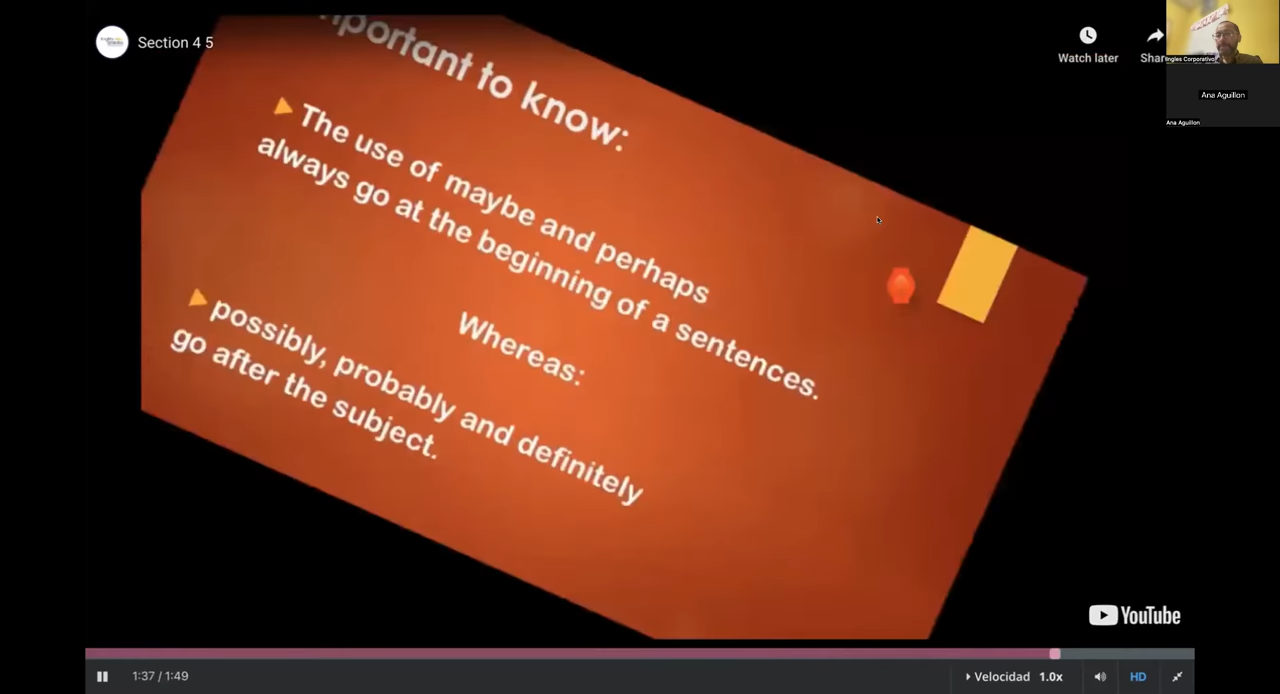 Section 4 5
Watch later
Ingles Corporativo
Ana Aguillon
Ana Aguillon
to know:
The use of maybe and perhaps
always go at the beginning of a sentences.
Whereas:
possibly, probably and definitely
go after the subject.
YouTube
1:37 / 1:49
Velocidad 1.0x
HD